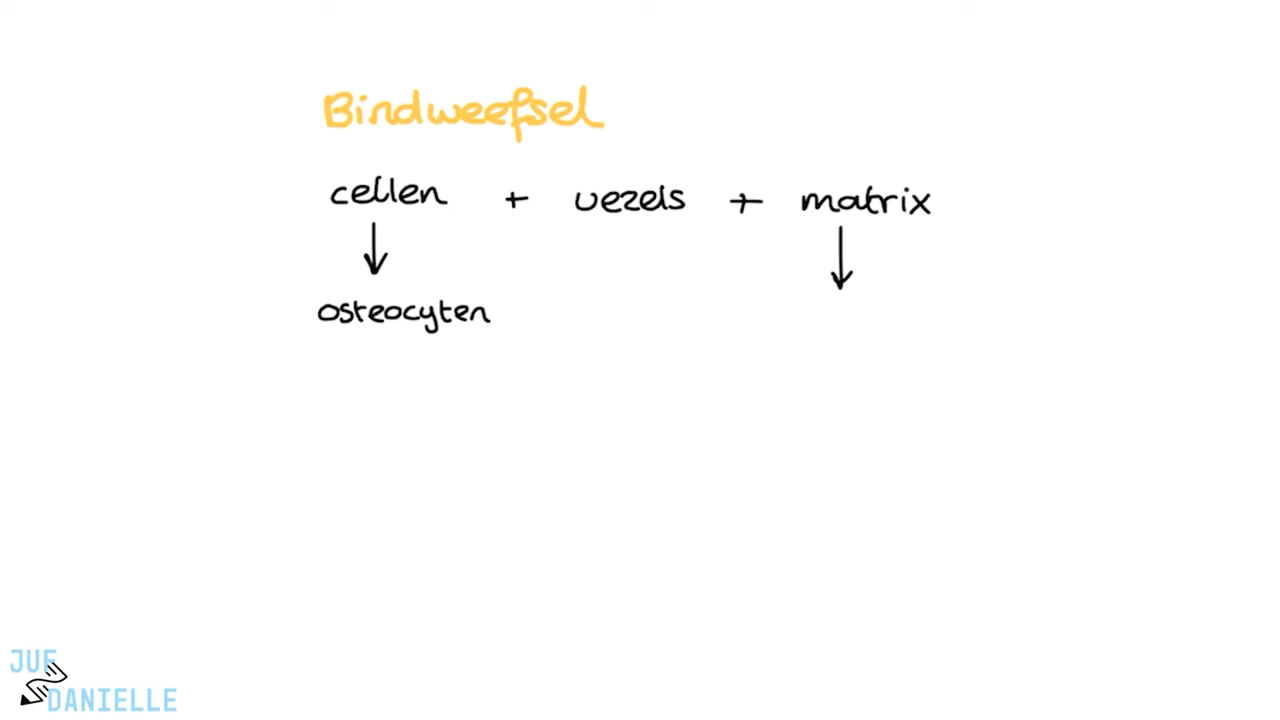 Bindweefsel
cellen + vezels + matrix
osteocyten
JUF
DANIELLE